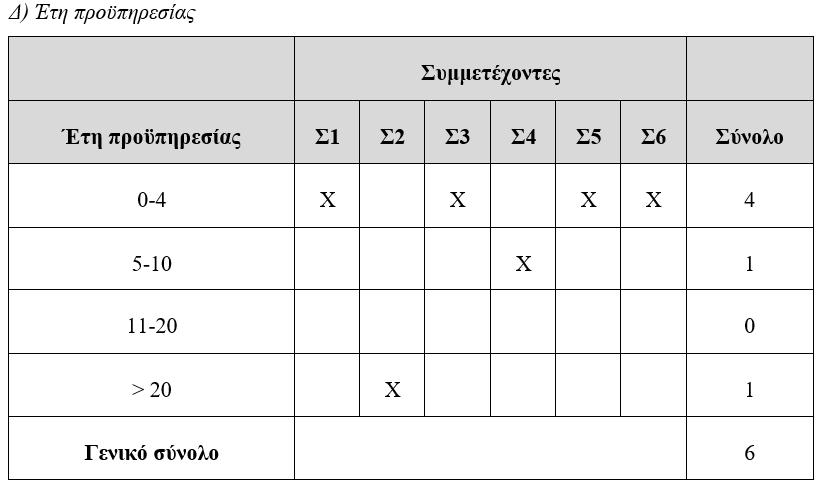 Δ) Έτη προϋπηρεσίας
Συμμετέχοντες
Έτη προϋπηρεσίας Σ1 Σ2 Σ3 Σ4 Σ5 Σ6 Σύνολο
0-4 X X X X 4
5-10 X 1
11-20 0
> 20 X 1
Γενικό σύνολο 6